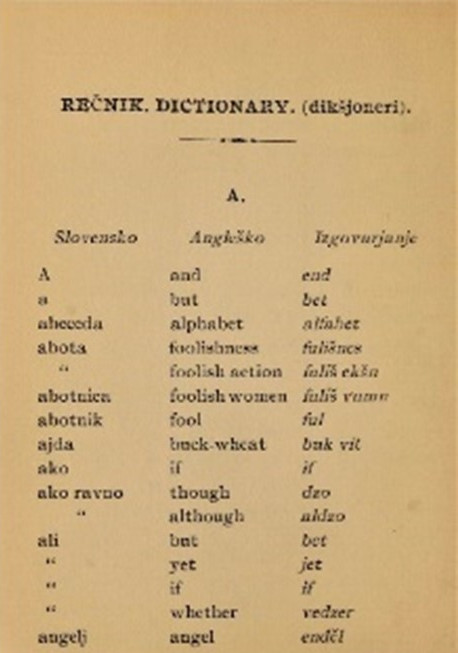 REČNIK. DICTIONARY. (dikšjoneri).
A.
Slovensko Angleško Izgovarjanje
A and end
a but bet
abeceda alphabet alfabet
abota foolishness fulišnes
“ foolish action fuliš ekšn
abotnica foolish women fuliš vumn
abotnik fool ful
ajda buck-wheat buk vit
ako if if
ako ravno though dzo
“ although aldzo
ali but bet
“ yet jet
“ if if
“ whether vedzer
angelj angel endčl